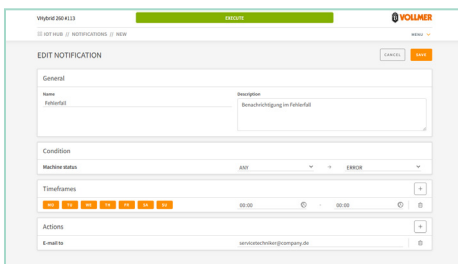 VHybrid 260 #113
EXECUTE
VOLLMER
IOT HUB // NOTIFICATIONS // NEW
MENU
EDIT NOTIFICATION
CANCEL
SAVE
General
Name
Description
Fehlerfall
Benachrichtigung im Fehlerfall
Condition
Machine status
ANY
=
ERROR
Timeframes
+
MO TU WE TH FR SA SU
00:00 - 00:00
Actions
+
E-mail to
servicetechniker@company.de